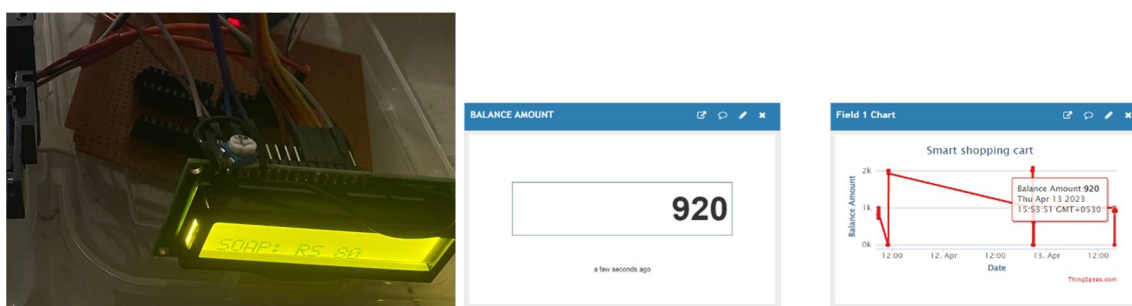 SOAP: RS 80
BALANCE AMOUNT
920
a few seconds ago
Field 1 Chart
Smart shopping cart
Balance Amount
2k
1k
0k
Balance Amount:920
Thu Apr 13 2023
15:53:51 GMT+0530
12:00
12. Apr
12:00
13. Apr
12:00
Date
ThingSpeak.com